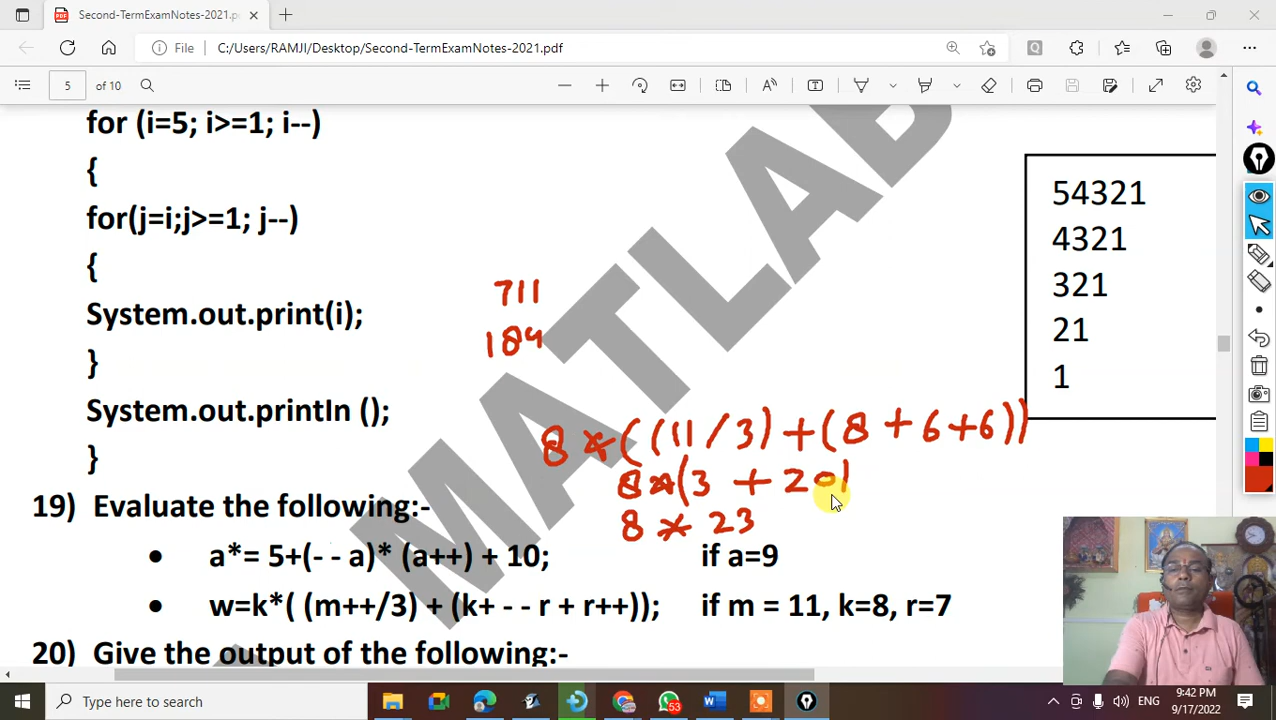 Second-TermExamNotes-2021.p
File
C:/Users/RAMJI/Desktop/Second-TermExamNotes-2021.pdf
5 of 10
for (i=5; i>=1; i--)
{
for(j=i;j>=1; j--)
{
System.out.print(i);
}
System.out.println ();
}
54321
4321
321
21
1
MATLAB
711
184
8 * ((11/3) + (8 + 6 + 6))
8 * (3 + 20)
8 * 23
19) Evaluate the following:-
• a*= 5+(- - a)* (a++) + 10; if a=9
• w=k*( (m++/3) + (k+ - - r + r++)); if m = 11, k=8, r=7
20) Give the output of the following:-
Type here to search
53
9:42 PM
9/17/2022